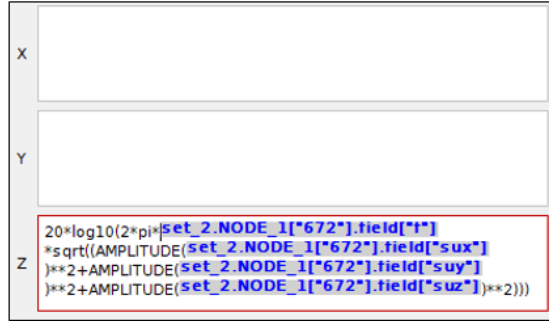 X
Y
Z
20*log10(2*pi*set_2.NODE_1["672"].field["f"]
*sqrt((AMPLITUDE(set_2.NODE_1["672"].field["sux"]
)**2+AMPLITUDE(set_2.NODE_1["672"].field["suy"]
)**2+AMPLITUDE(set_2.NODE_1["672"].field["suz"])**2)))